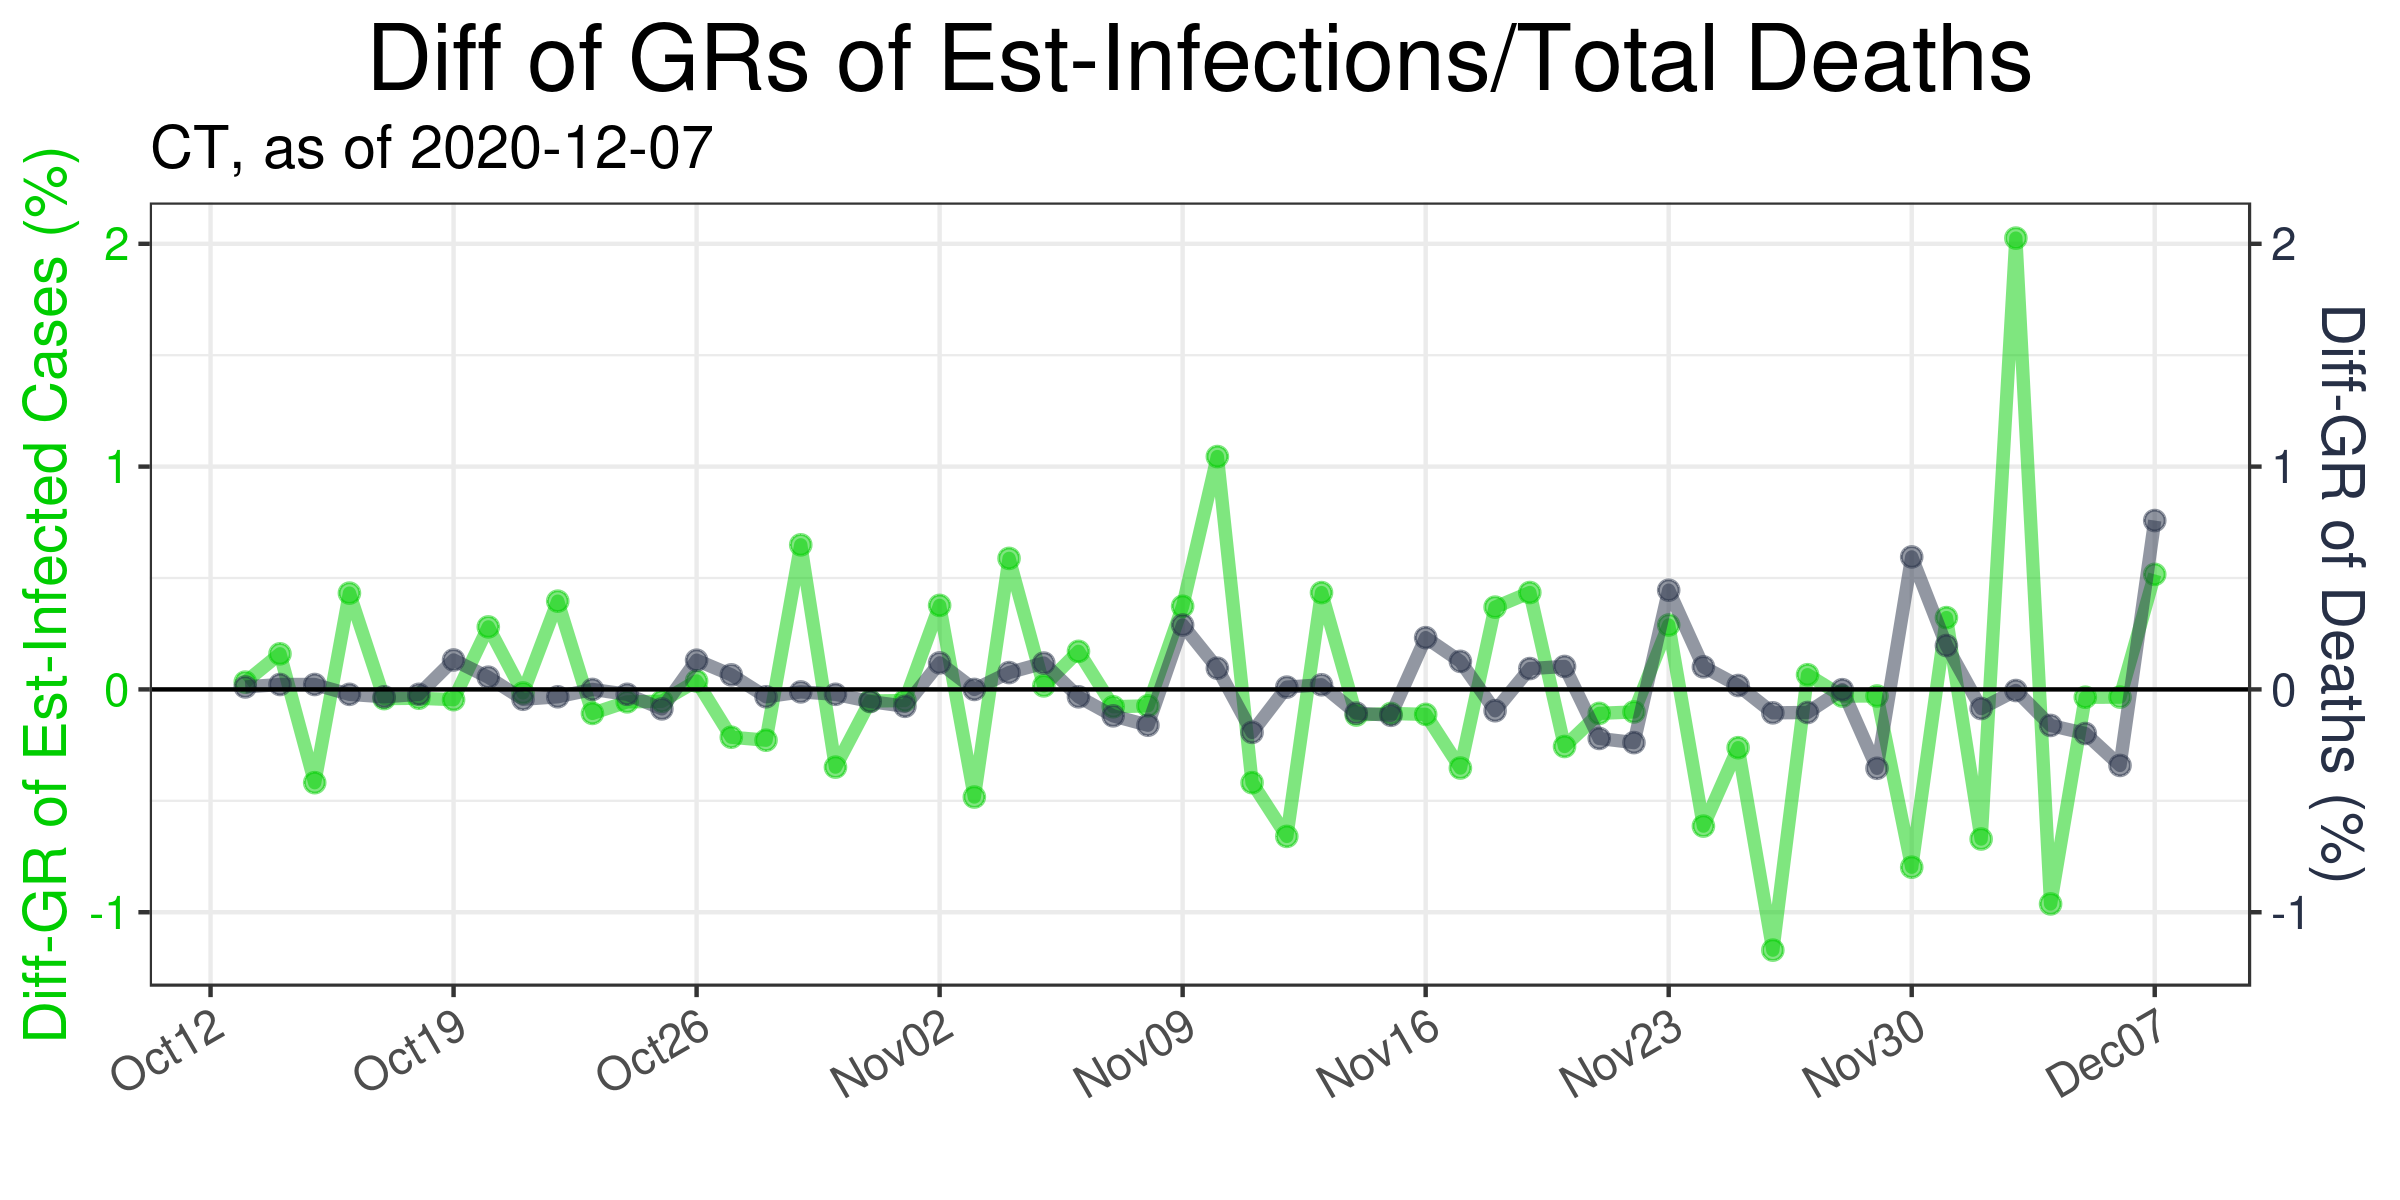 Diff of GRs of Est-Infections/Total Deaths
CT, as of 2020-12-07
Diff-GR of Est-Infected Cases (%)
2
1
0
-1
2
1
0
-1
Diff-GR of Deaths (%)
Oct12
Oct19
Oct26
Nov02
Nov09
Nov16
Nov23
Nov30
Dec07